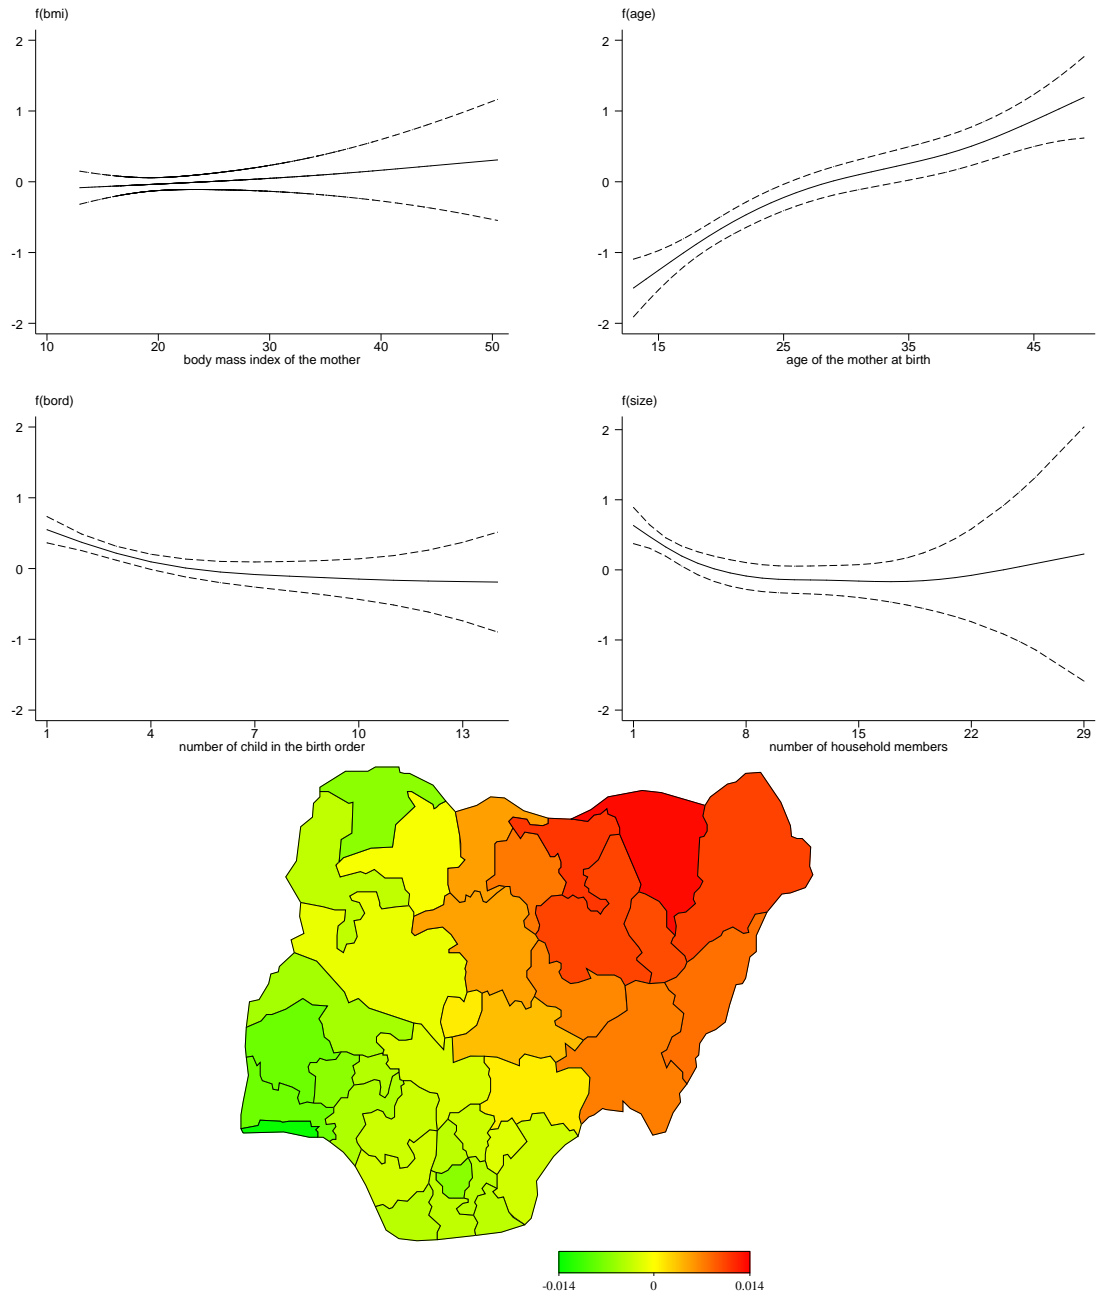 f(bmi)
2
1
0
-1
-2
10 20 30 40 50
body mass index of the mother
f(age)
2
1
0
-1
-2
15 25 35 45
age of the mother at birth
f(bord)
2
1
0
-1
-2
1 4 7 10 13
number of child in the birth order
f(size)
2
1
0
-1
-2
1 8 15 22 29
number of household members
-0.014 0 0.014